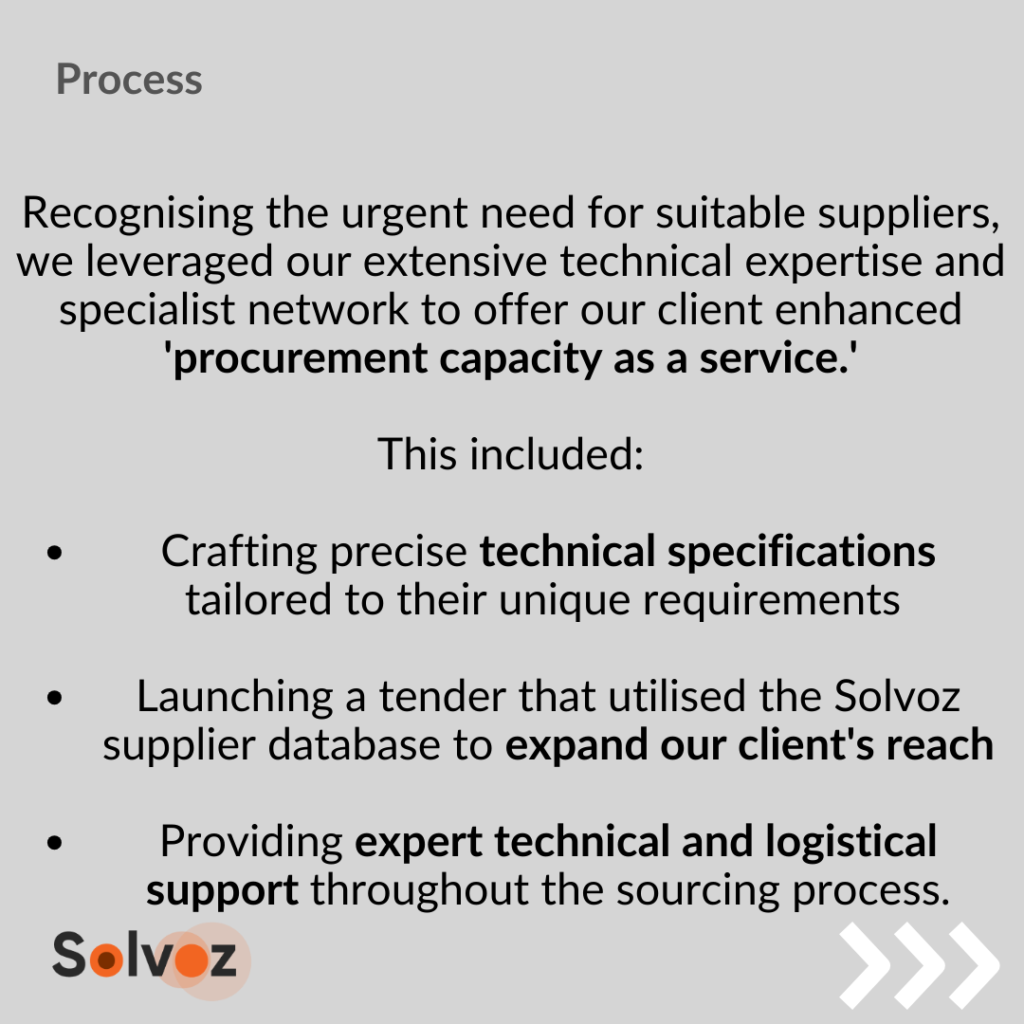 Process
Recognising the urgent need for suitable suppliers,
we leveraged our extensive technical expertise and
specialist network to offer our client enhanced
'procurement capacity as a service.'
This included:
• Crafting precise technical specifications
tailored to their unique requirements
• Launching a tender that utilised the Solvoz
supplier database to expand our client's reach
• Providing expert technical and logistical
support throughout the sourcing process.
Solvoz